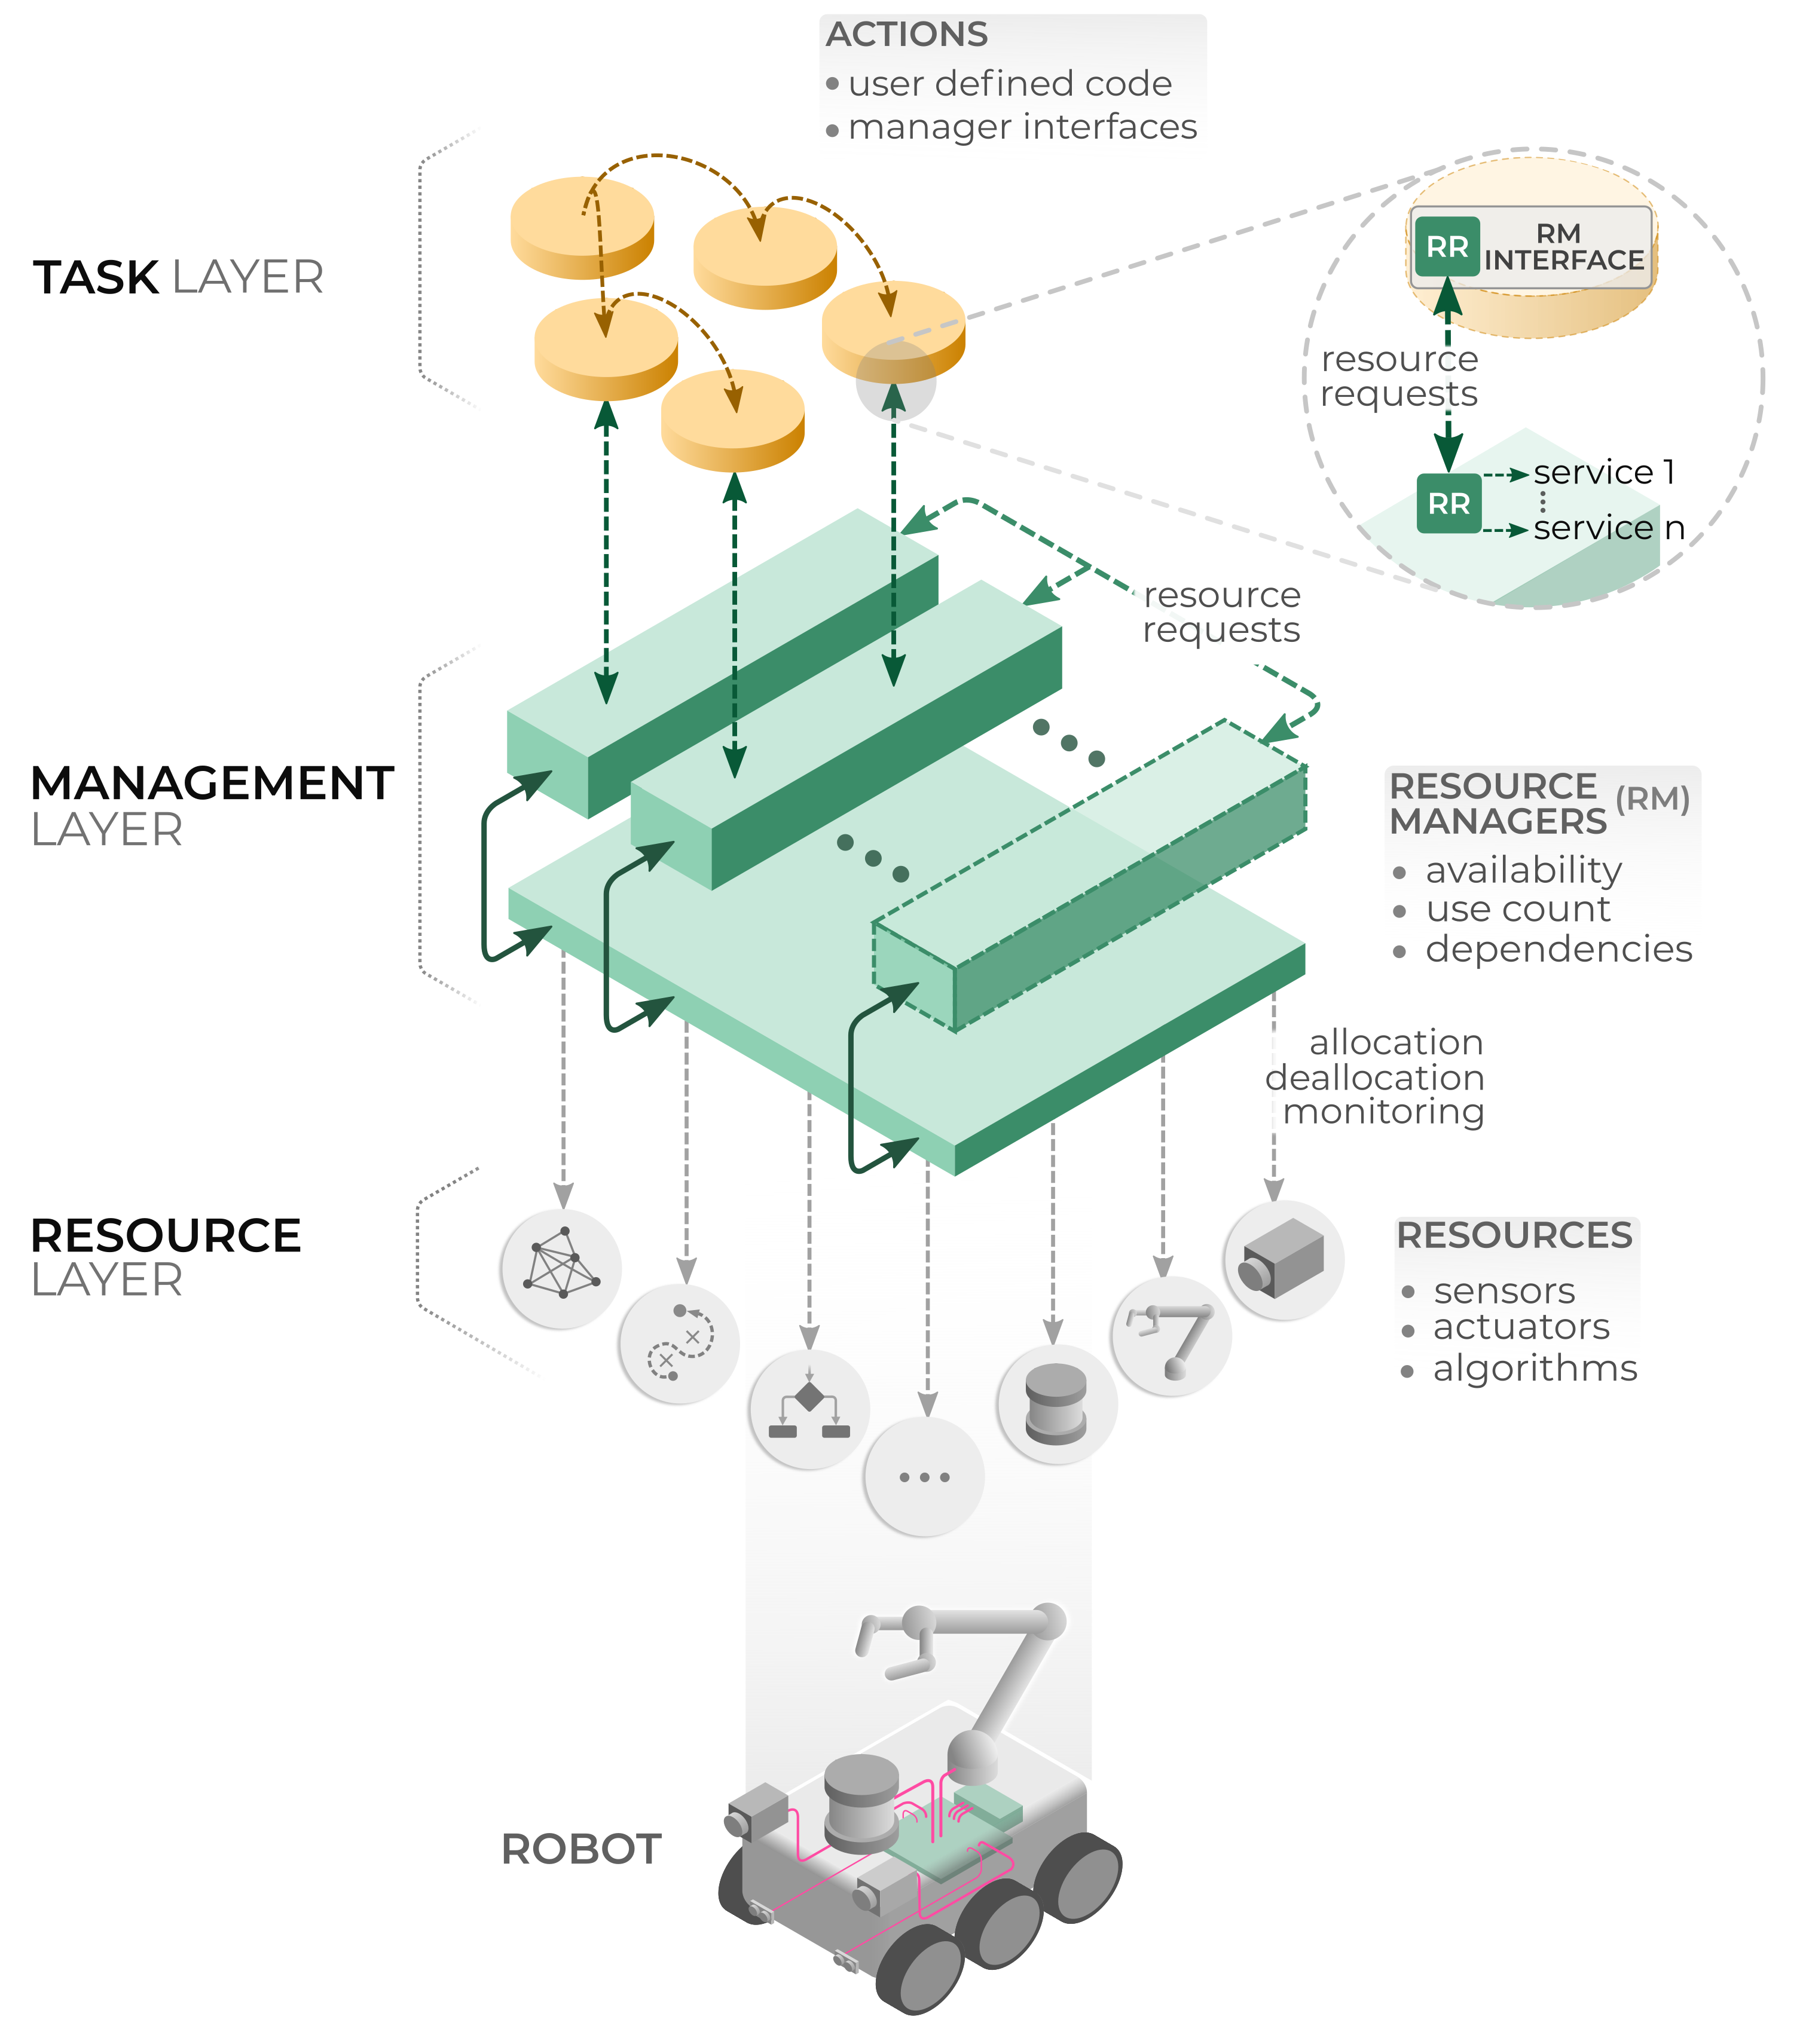 ACTIONS
• user defined code
• manager interfaces
TASK LAYER
RR
RM
INTERFACE
resource
requests
RR
service 1
service n
resource
requests
MANAGEMENT
LAYER
RESOURCE
MANAGERS (RM)
• availability
• use count
• dependencies
allocation
deallocation
monitoring
RESOURCE
LAYER
RESOURCES
• sensors
• actuators
• algorithms
ROBOT